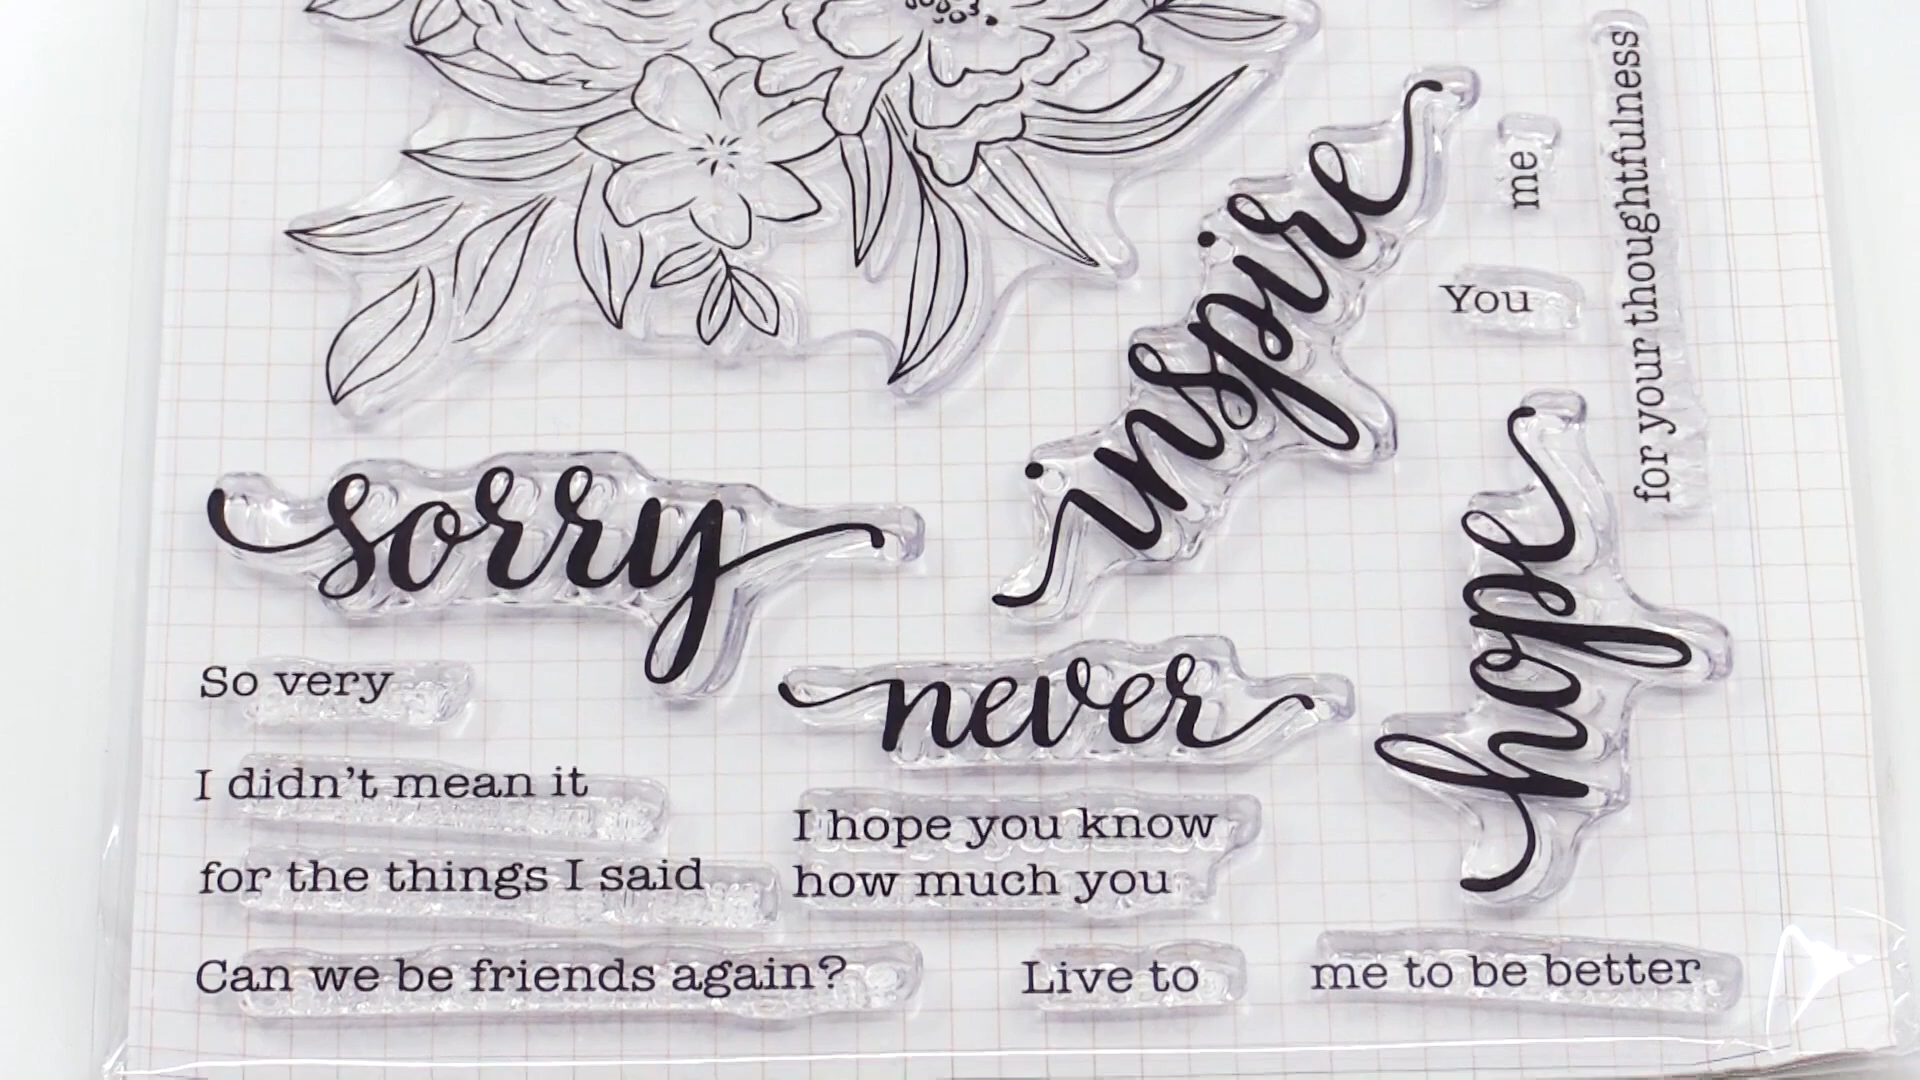 for your thoughtfulness
me
You
inspire
hope
sorry
never
So very
I didn't mean it
for the things I said
I hope you know
how much you
Can we be friends again?
Live to
me to be better